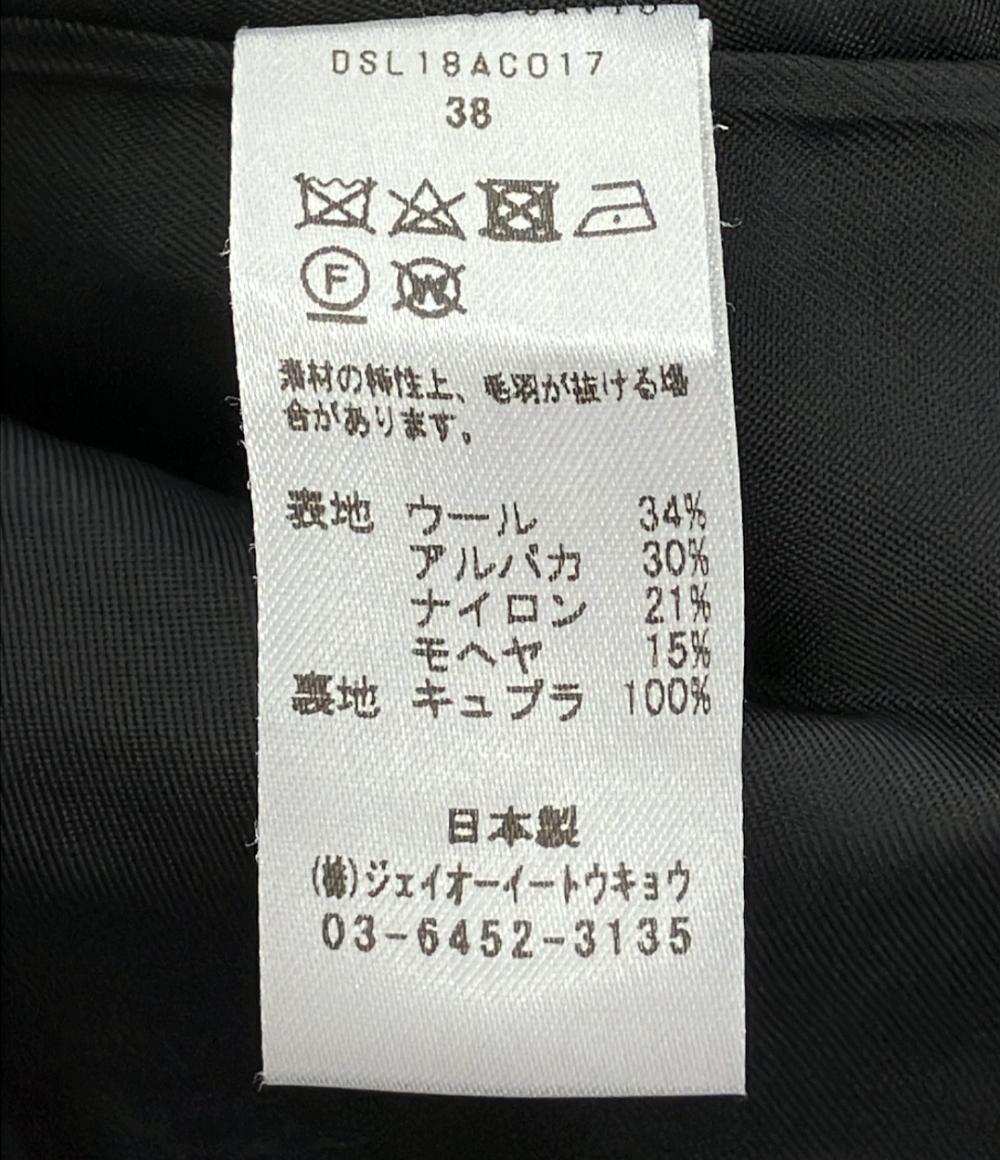 DSL18AC017
38
F
W
素材の特性上、毛羽が抜ける場
合があります。
表地 ウール 34%
アルパカ 30%
ナイロン 21%
モヘヤ 15%
裏地 キュプラ 100%
日本製
(株)ジェイオーイートウキョウ
03-6452-3135